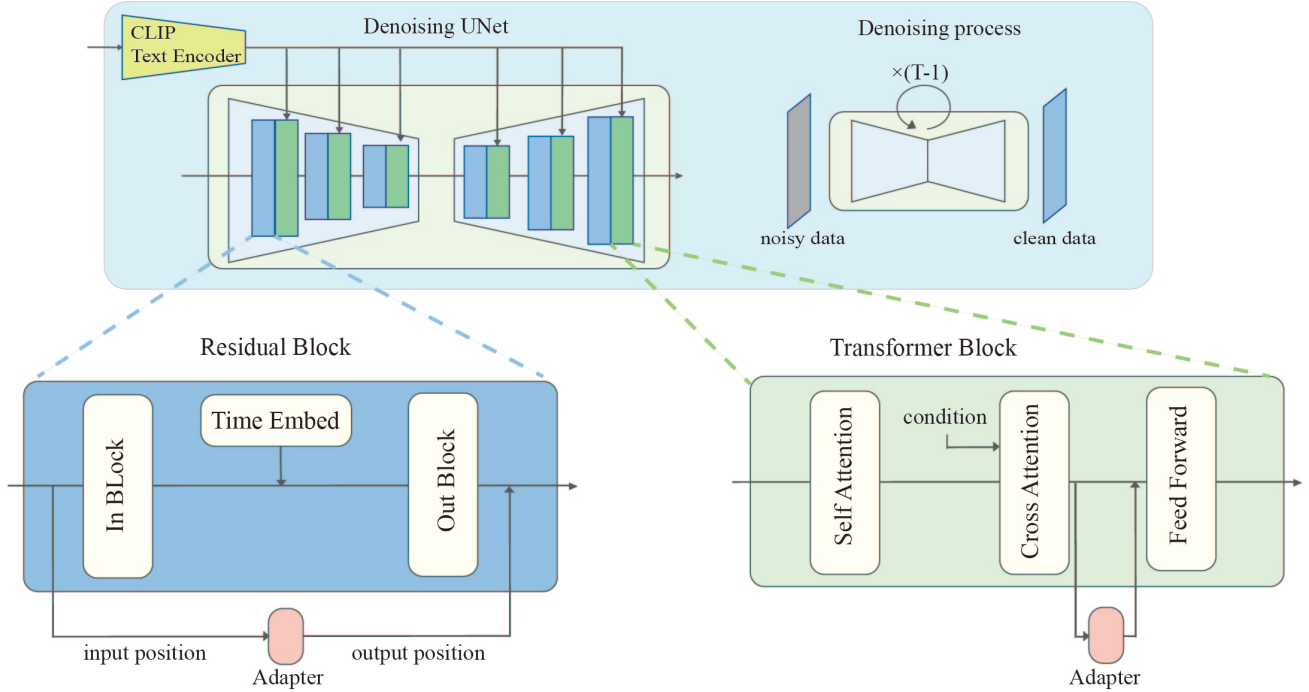 CLIP
Text Encoder
Denoising UNet
Denoising process
×(T-1)
noisy data
clean data
Residual Block
Transformer Block
In BLock
Time Embed
Out Block
input position
output position
Adapter
Self Attention
condition
Cross Attention
Feed Forward
Adapter